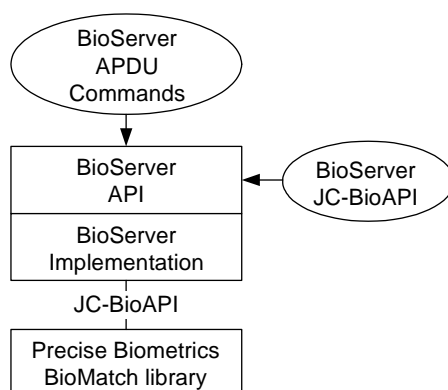 BioServer
APDU
Commands
BioServer
API
BioServer
JC-BioAPI
BioServer
Implementation
JC-BioAPI
Precise Biometrics
BioMatch library